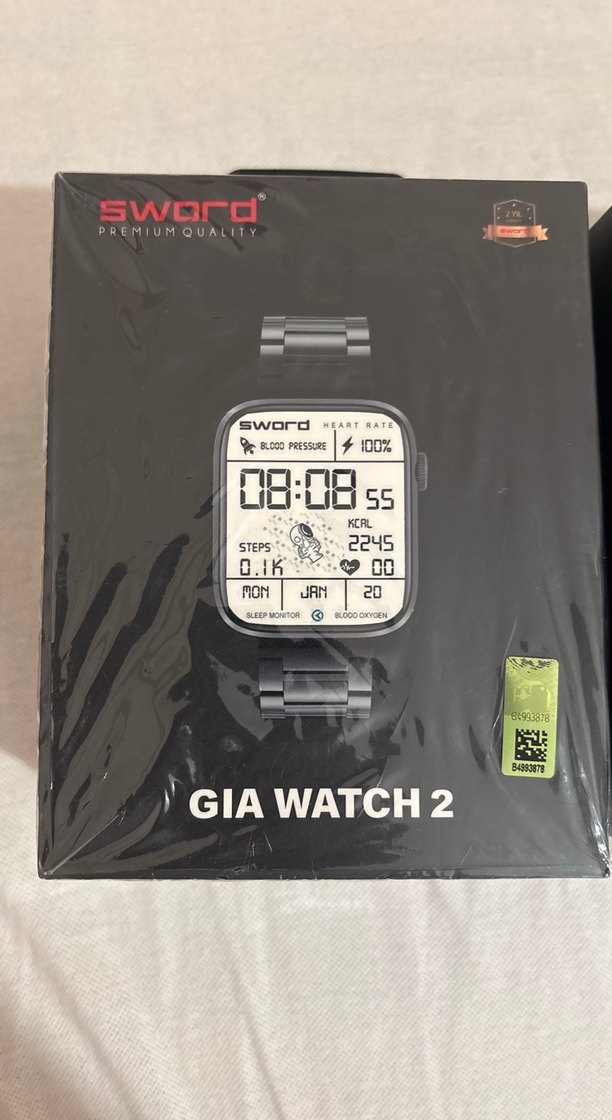 sword®
PREMIUM QUALITY
2 YIL
sword
sword HEART RATE
BLOOD PRESSURE 100%
08:08 55
KCAL
STEPS 2245
0.1K 00
MON JAN 20
SLEEP MONITOR BLOOD OXYGEN
B4993878
B4993878
GIA WATCH 2